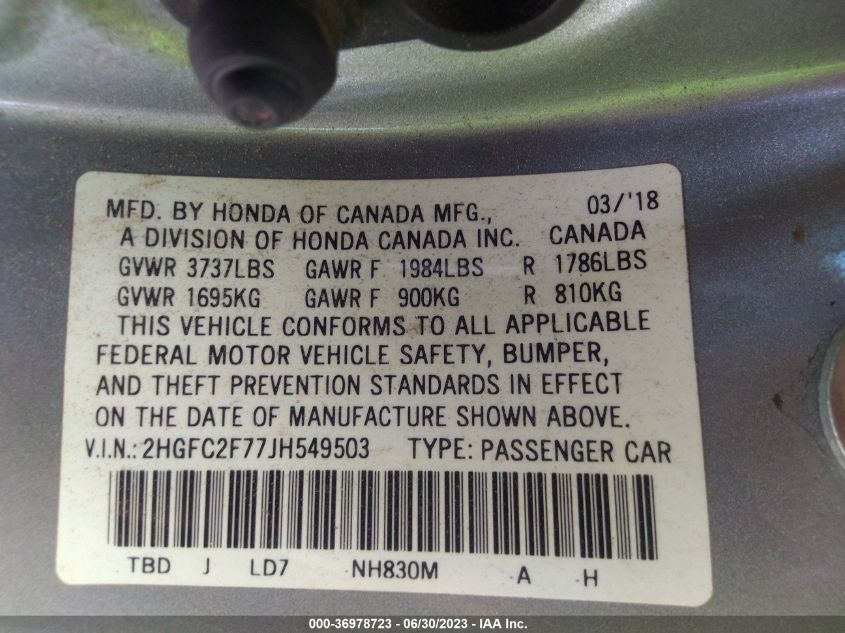 MFD. BY HONDA OF CANADA MFG., 03/'18
A DIVISION OF HONDA CANADA INC. CANADA
GVWR 3737LBS GAWR F 1984LBS R 1786LBS
GVWR 1695KG GAWR F 900KG R 810KG
THIS VEHICLE CONFORMS TO ALL APPLICABLE
FEDERAL MOTOR VEHICLE SAFETY, BUMPER,
AND THEFT PREVENTION STANDARDS IN EFFECT
ON THE DATE OF MANUFACTURE SHOWN ABOVE.
V.I.N.: 2HGFC2F77JH549503 TYPE: PASSENGER CAR
TBD J LD7 NH830M A H
000-36978723 - 06/30/2023 - IAA Inc.